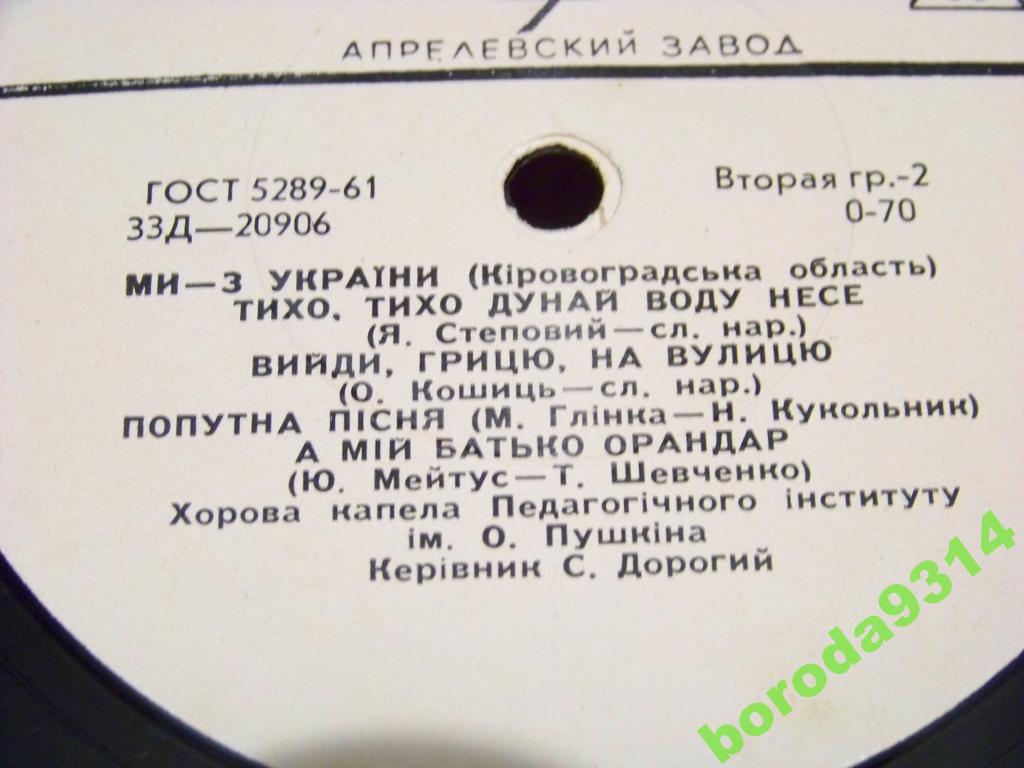 АПРЕЛЕВСКИЙ ЗАВОД
ГОСТ 5289-61
Вторая гр.-2
33Д—20906
0-70
МИ—З УКРАЇНИ (Кіровоградська область)
ТИХО, ТИХО ДУНАЙ ВОДУ НЕСЕ
(Я. Степовий—сл. нар.)
ВИЙДИ, ГРИЦЮ, НА ВУЛИЦЮ
(О. Кошиць—сл. нар.)
ПОПУТНА ПІСНЯ (М. Глінка—Н. Кукольник)
А МІЙ БАТЬКО ОРАНДАР
(Ю. Мейтус—Т. Шевченко)
Хорова капела Педагогічного інституту
ім. О. Пушкіна
Керівник С. Дорогий
boroda9314